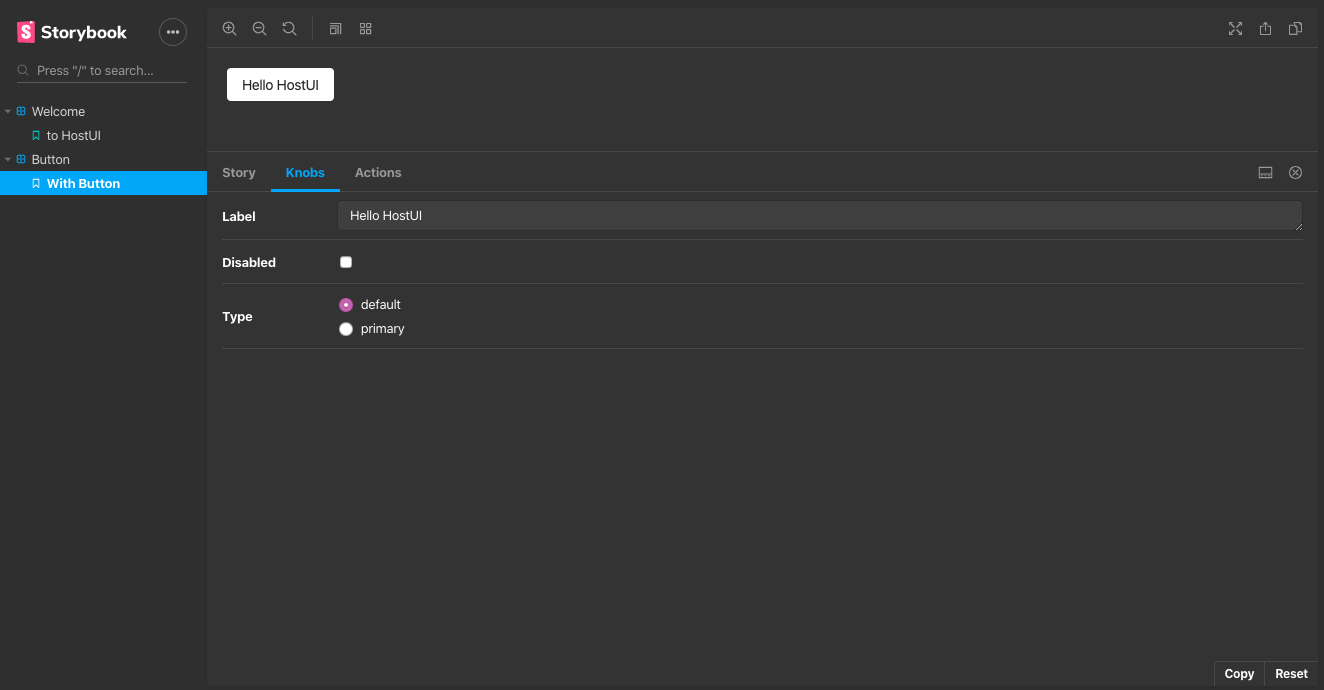 Storybook
Press "/" to search...
Welcome
to HostUI
Button
With Button
Hello HostUI
Story Knobs Actions
Label Hello HostUI
Disabled
Type
default
primary
Copy Reset